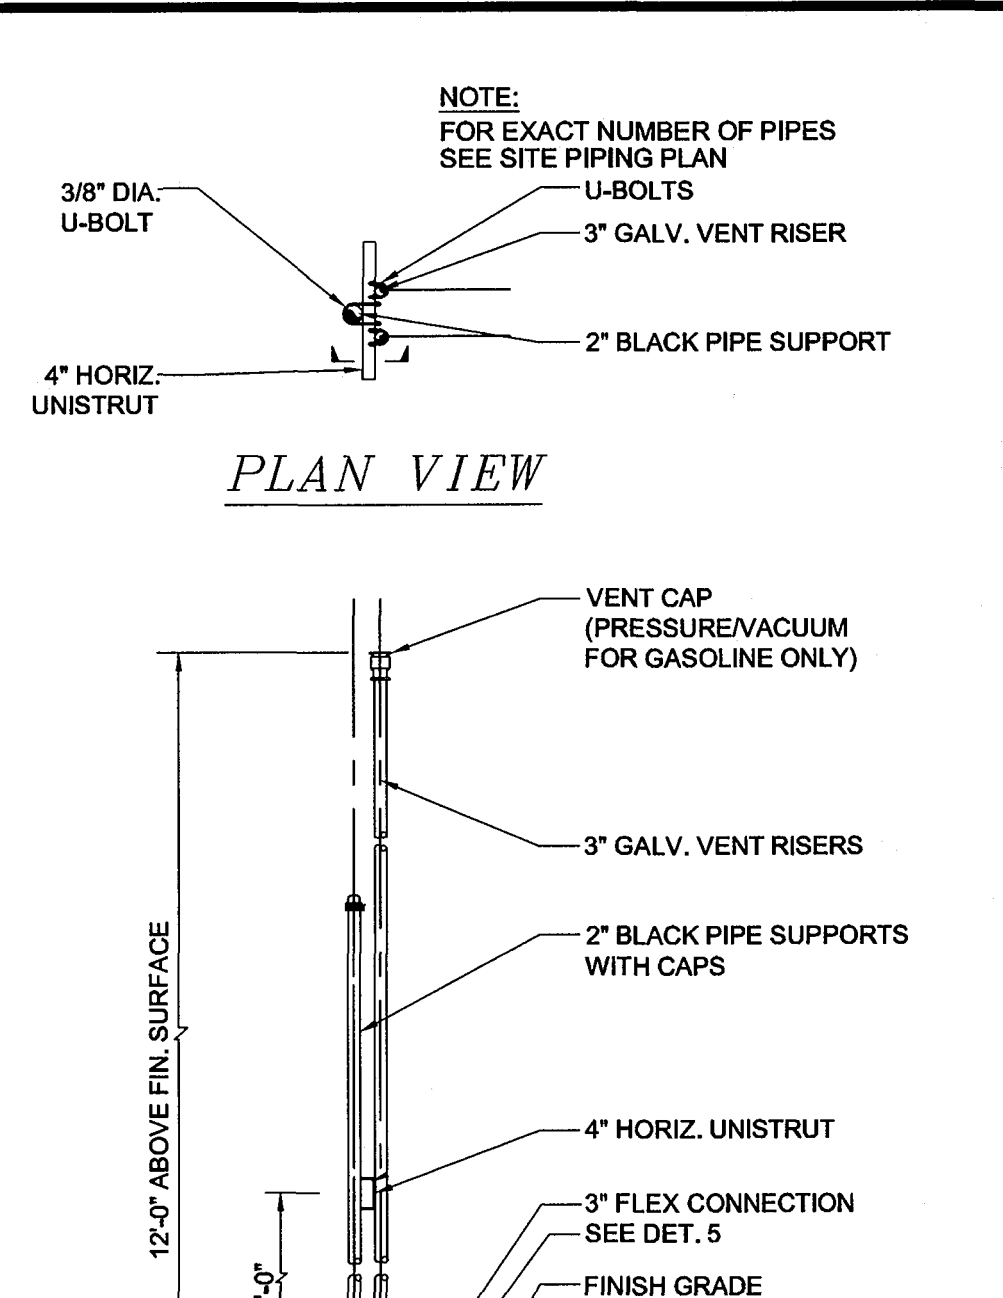 NOTE:
FOR EXACT NUMBER OF PIPES
SEE SITE PIPING PLAN
U-BOLTS
3/8" DIA.
U-BOLT
3" GALV. VENT RISER
2" BLACK PIPE SUPPORT
4" HORIZ.
UNISTRUT
PLAN VIEW
VENT CAP
(PRESSURE/VACUUM
FOR GASOLINE ONLY)
3" GALV. VENT RISERS
2" BLACK PIPE SUPPORTS
WITH CAPS
12'-0" ABOVE FIN. SURFACE
4" HORIZ. UNISTRUT
3" FLEX CONNECTION
SEE DET. 5
FINISH GRADE